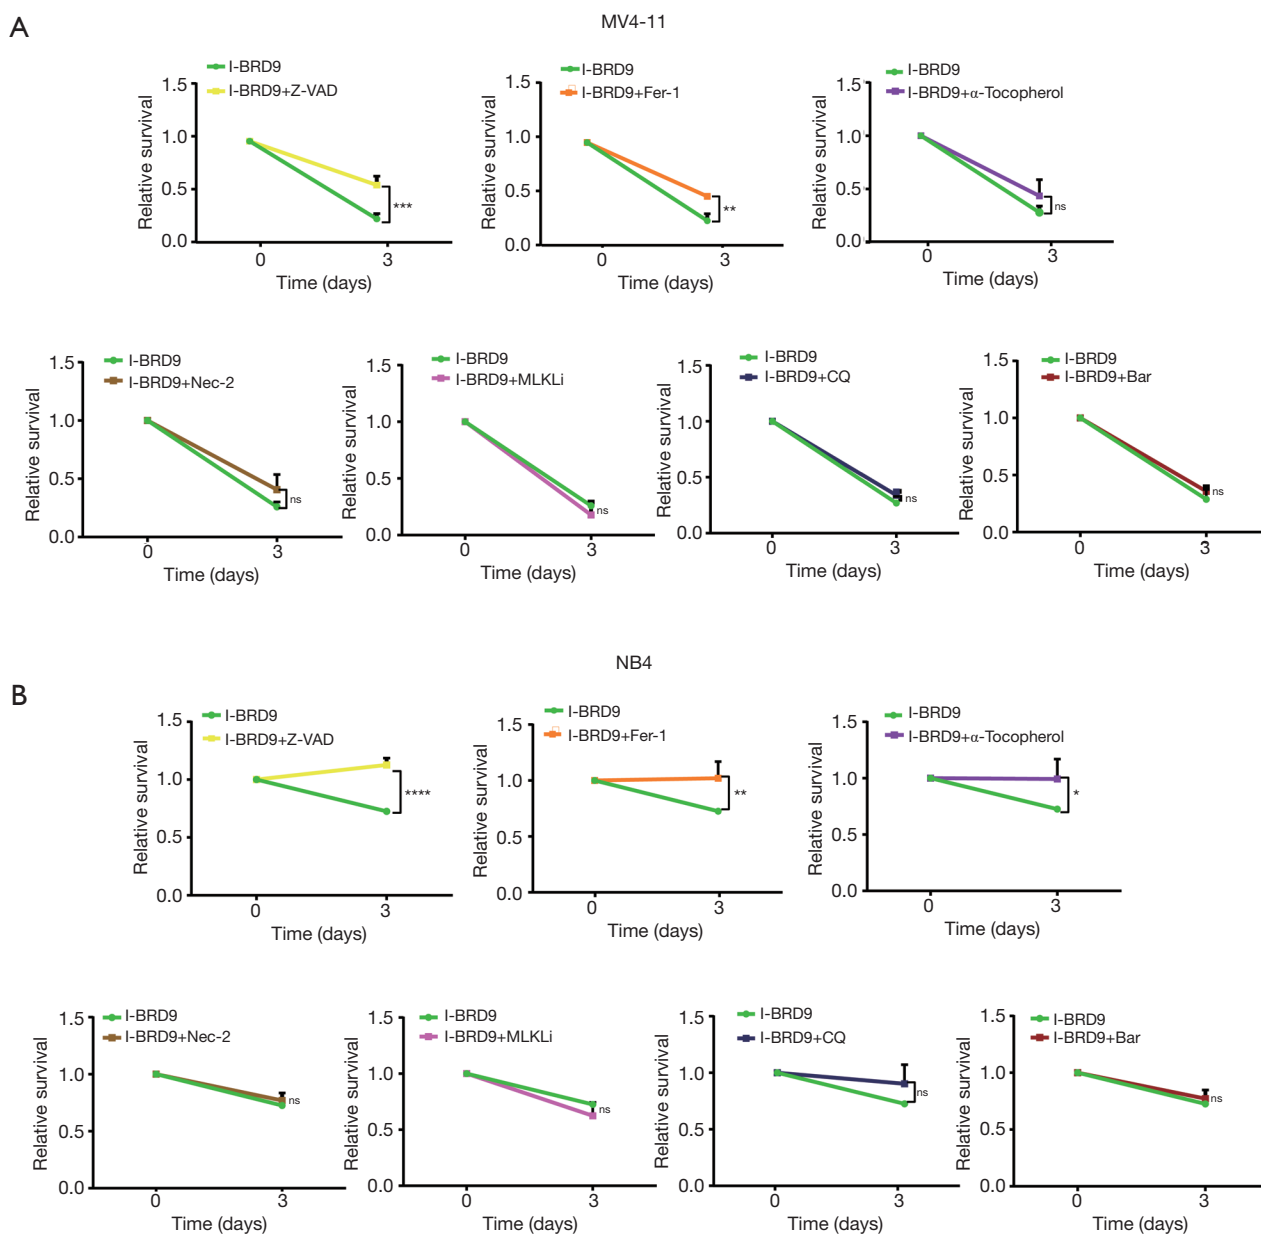 A
MV4-11
I-BRD9
I-BRD9+Z-VAD
1.5
1.0
0.5
0.0
Relative survival
***
0
3
Time (days)
I-BRD9
I-BRD9+Fer-1
1.5
1.0
0.5
0.0
Relative survival
**
0
3
Time (days)
I-BRD9
I-BRD9+α-Tocopherol
1.5
1.0
0.5
0.0
Relative survival
ns
0
3
Time (days)
I-BRD9
I-BRD9+Nec-2
1.5
1.0
0.5
0.0
Relative survival
ns
0
3
Time (days)
I-BRD9
I-BRD9+MLKLi
1.5
1.0
0.5
0.0
Relative survival
ns
0
3
Time (days)
I-BRD9
I-BRD9+CQ
1.5
1.0
0.5
0.0
Relative survival
ns
0
3
Time (days)
I-BRD9
I-BRD9+Bar
1.5
1.0
0.5
0.0
Relative survival
ns
0
3
Time (days)
NB4
B
I-BRD9
I-BRD9+Z-VAD
1.5
1.0
0.5
0.0
Relative survival
****
0
3
Time (days)
I-BRD9
I-BRD9+Fer-1
1.5
1.0
0.5
0.0
Relative survival
**
0
3
Time (days)
I-BRD9
I-BRD9+α-Tocopherol
1.5
1.0
0.5
0.0
Relative survival
*
0
3
Time (days)
I-BRD9
I-BRD9+Nec-2
1.5
1.0
0.5
0.0
Relative survival
ns
0
3
Time (days)
I-BRD9
I-BRD9+MLKLi
1.5
1.0
0.5
0.0
Relative survival
ns
0
3
Time (days)
I-BRD9
I-BRD9+CQ
1.5
1.0
0.5
0.0
Relative survival
ns
0
3
Time (days)
I-BRD9
I-BRD9+Bar
1.5
1.0
0.5
0.0
Relative survival
ns
0
3
Time (days)